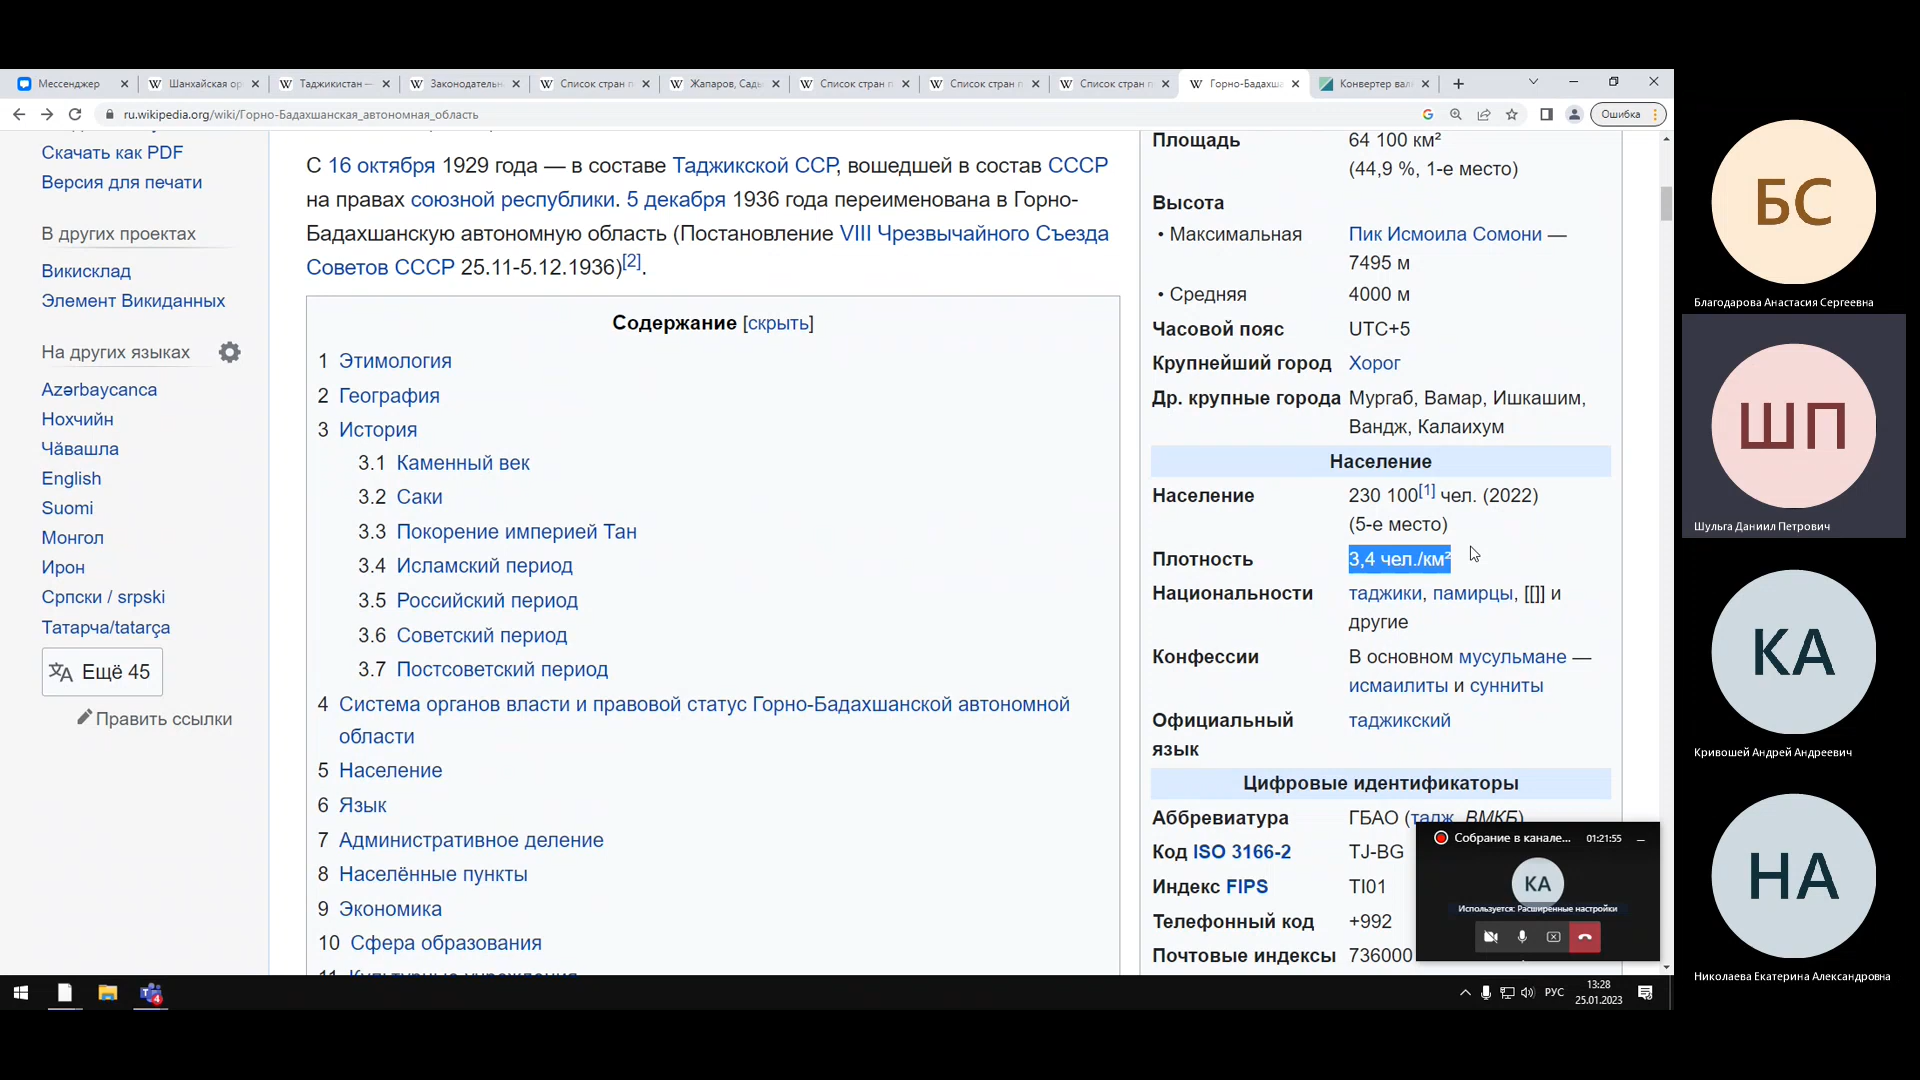 Мессенджер
Шанхайская ор
Таджикистан —
Законодательн
Список стран п
Жапаров, Сады
Список стран п
Список стран п
Список стран п
Горно-Бадахша
Конвертер вал
ru.wikipedia.org/wiki/Горно-Бадахшанская_автономная_область
Ошибка
Скачать как PDF
Версия для печати
В других проектах
Викисклад
Элемент Викиданных
На других языках
Azərbaycanca
Нохчийн
Чӑвашла
English
Suomi
Монгол
Ирон
Српски / srpski
Татарча/tatarça
Ещё 45
Править ссылки
С 16 октября 1929 года — в составе Таджикской ССР, вошедшей в состав СССР
на правах союзной республики. 5 декабря 1936 года переименована в Горно-
Бадахшанскую автономную область (Постановление VIII Чрезвычайного Съезда
Советов СССР 25.11-5.12.1936)[2].
Содержание [скрыть]
1 Этимология
2 География
3 История
3.1 Каменный век
3.2 Саки
3.3 Покорение империей Тан
3.4 Исламский период
3.5 Российский период
3.6 Советский период
3.7 Постсоветский период
4 Система органов власти и правовой статус Горно-Бадахшанской автономной
области
5 Население
6 Язык
7 Административное деление
8 Населённые пункты
9 Экономика
10 Сфера образования
11 Культурные учреждения
Площадь 64 100 км²
(44,9 %, 1-е место)
Высота
• Максимальная Пик Исмоила Сомони —
7495 м
• Средняя 4000 м
Часовой пояс UTC+5
Крупнейший город Хорог
Др. крупные города Мургаб, Вамар, Ишкашим,
Вандж, Калаихум
Население
Население 230 100[1] чел. (2022)
(5-е место)
Плотность 3,4 чел./км²
Национальности таджики, памирцы, [[]] и
другие
Конфессии В основном мусульмане —
исмаилиты и сунниты
Официальный таджикский
язык
Цифровые идентификаторы
Аббревиатура ГБАО (тадж. ВМКБ)
Код ISO 3166-2 TJ-BG
Индекс FIPS TI01
Телефонный код +992
Почтовые индексы 736000
Собрание в канале... 01:21:55
КА
Используется: Расширенные настройки
4
РУС
13:28
25.01.2023
БС
Благодарова Анастасия Сергеевна
ШП
Шульга Даниил Петрович
КА
Кривошей Андрей Андреевич
НА
Николаева Екатерина Александровна